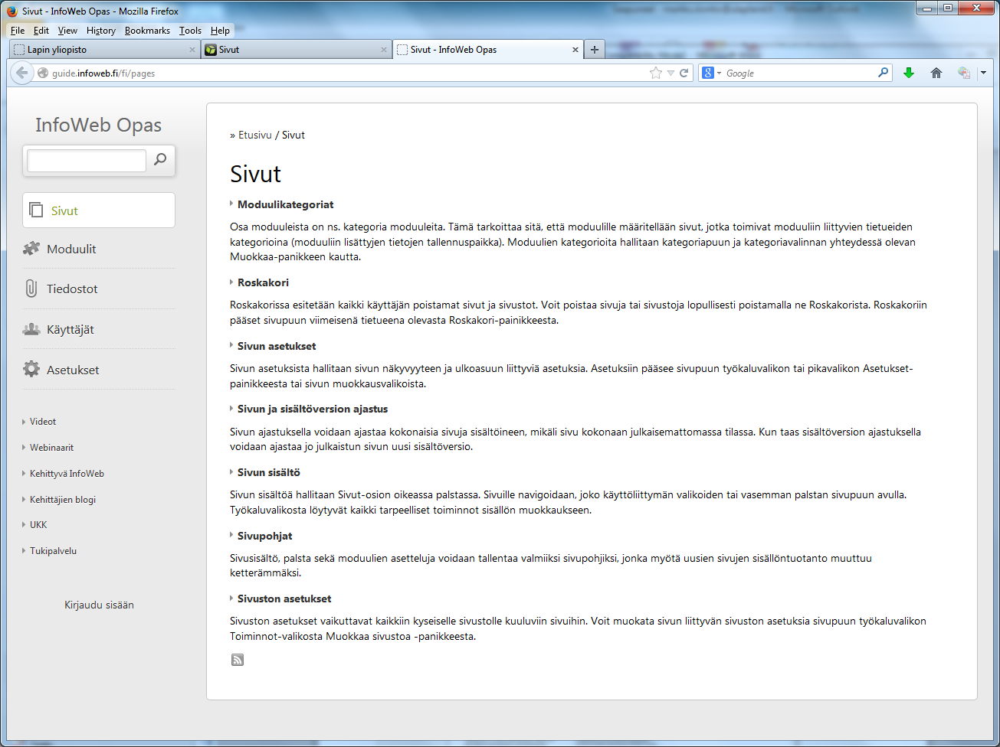 Sivut - InfoWeb Opas - Mozilla Firefox
File Edit View History Bookmarks Tools Help
Lapin yliopisto
Sivut
Sivut - InfoWeb Opas
guide.infoweb.fi/fi/pages
Google
InfoWeb Opas
Sivut
Moduulit
Tiedostot
Käyttäjät
Asetukset
Videot
Webinaarit
Kehittyvä InfoWeb
Kehittäjien blogi
UKK
Tukipalvelu
Kirjaudu sisään
» Etusivu / Sivut
Sivut
Moduulikategoriat
Osa moduuleista on ns. kategoria moduuleita. Tämä tarkoittaa sitä, että moduulille määritellään sivut, jotka toimivat moduuliin liittyvien tietueiden
kategorioina (moduuliin lisättyjen tietojen tallennuspaikka). Moduulien kategorioita hallitaan kategoriapuun ja kategoriavalinnan yhteydessä olevan
Muokkaa-panikkeen kautta.
Roskakori
Roskakorissa esitetään kaikki käyttäjän poistamat sivut ja sivustot. Voit poistaa sivuja tai sivustoja lopullisesti poistamalla ne Roskakorista. Roskakoriin
pääset sivupuun viimeisenä tietueena olevasta Roskakori-painikkeesta.
Sivun asetukset
Sivun asetuksista hallitaan sivun näkyvyyteen ja ulkoasuun liittyviä asetuksia. Asetuksiin pääsee sivupuun työkaluvalikon tai pikavalikon Asetukset-
painikkeesta tai sivun muokkausvalikoista.
Sivun ja sisältöversion ajastus
Sivun ajastuksella voidaan ajastaa kokonaisia sivuja sisältöineen, mikäli sivu kokonaan julkaisemattomassa tilassa. Kun taas sisältöversion ajastuksella
voidaan ajastaa jo julkaistun sivun uusi sisältöversio.
Sivun sisältö
Sivun sisältöä hallitaan Sivut-osion oikeassa palstassa. Sivuille navigoidaan, joko käyttöliittymän valikoiden tai vasemman palstan sivupuun avulla.
Työkaluvalikosta löytyvät kaikki tarpeelliset toiminnot sisällön muokkaukseen.
Sivupohjat
Sivusisältö, palsta sekä moduulien asetteluja voidaan tallentaa valmiiksi sivupohjiksi, jonka myötä uusien sivujen sisällöntuotanto muuttuu
ketterämmäksi.
Sivuston asetukset
Sivuston asetukset vaikuttavat kaikkiin kyseiselle sivustolle kuuluviin sivuihin. Voit muokata sivun liittyvän sivuston asetuksia sivupuun työkaluvalikon
Toiminnot-valikosta Muokkaa sivustoa -panikkeesta.